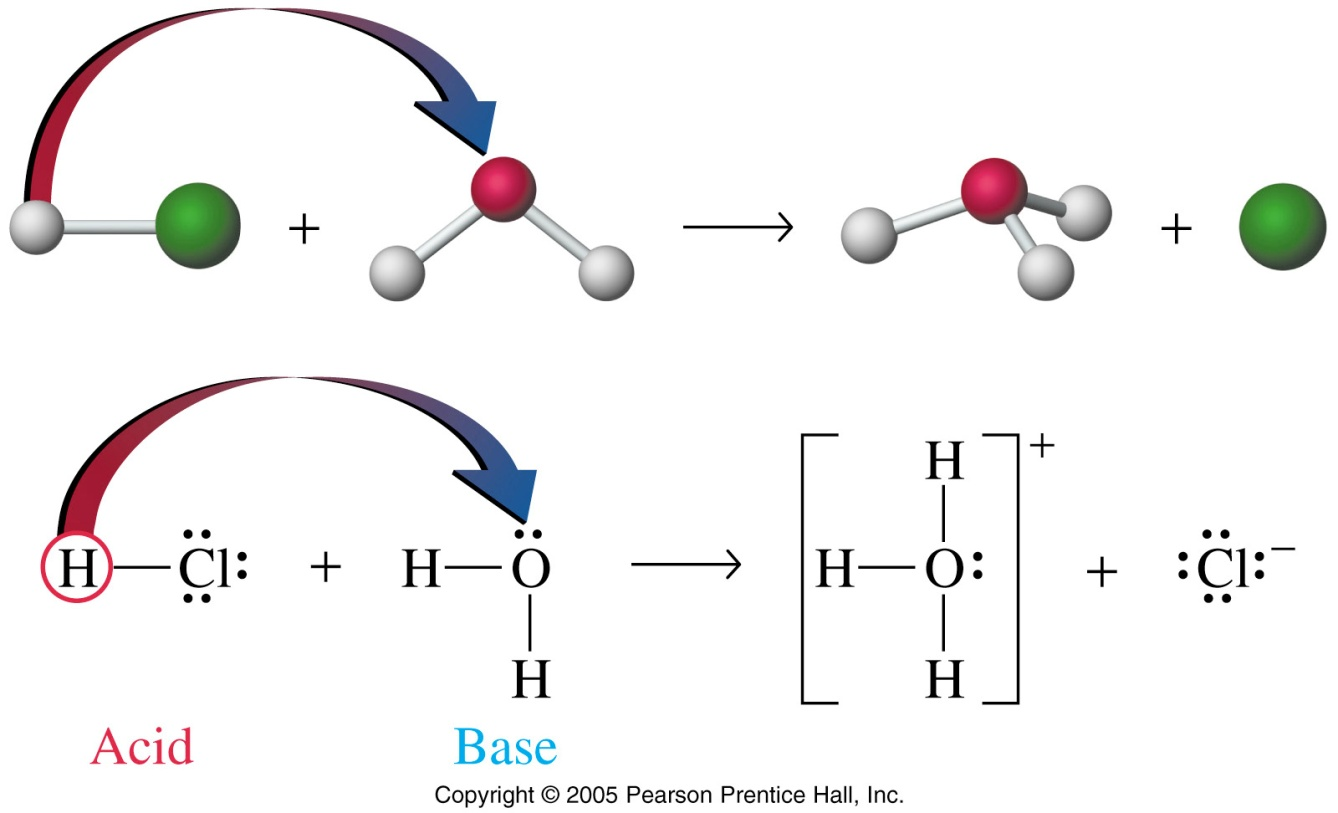 + → +
H
H—Cl: + H—O → [H—O:]⁺ + :Cl:⁻
H H
Acid Base
Copyright © 2005 Pearson Prentice Hall, Inc.